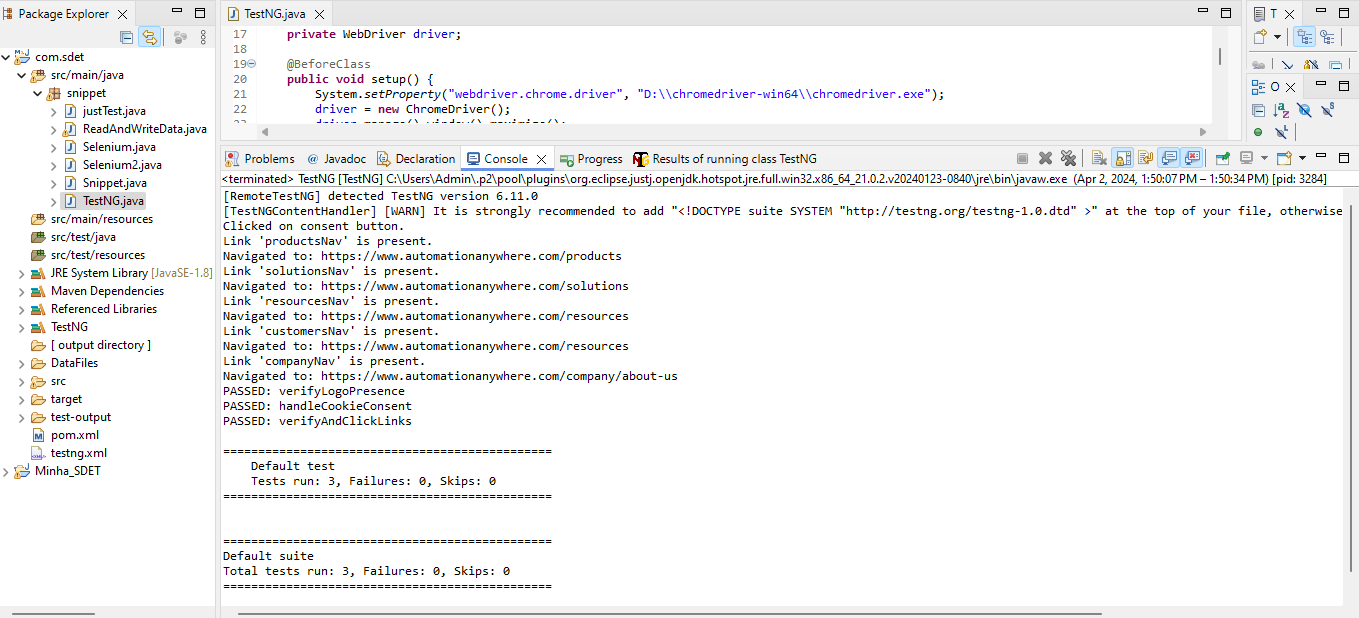 Package Explorer
com.sdet
src/main/java
snippet
justTest.java
ReadAndWriteData.java
Selenium.java
Selenium2.java
Snippet.java
TestNG.java
src/main/resources
src/test/java
src/test/resources
JRE System Library [JavaSE-1.8]
Maven Dependencies
Referenced Libraries
TestNG
[ output directory ]
DataFiles
src
target
test-output
pom.xml
testng.xml
Minha_SDET
TestNG.java
17 private WebDriver driver;
18
19 @BeforeClass
20 public void setup() {
21 System.setProperty("webdriver.chrome.driver", "D:\\chromedriver-win64\\chromedriver.exe");
22 driver = new ChromeDriver();
T
O
Problems @ Javadoc Declaration Console Progress Results of running class TestNG
<terminated> TestNG [TestNG] C:\Users\Admin\.p2\pool\plugins\org.eclipse.justj.openjdk.hotspot.jre.full.win32.x86_64_21.0.2.v20240123-0840\jre\bin\javaw.exe (Apr 2, 2024, 1:50:07 PM – 1:50:34 PM) [pid: 3284]
[RemoteTestNG] detected TestNG version 6.11.0
[TestNGContentHandler] [WARN] It is strongly recommended to add "<!DOCTYPE suite SYSTEM "http://testng.org/testng-1.0.dtd" >" at the top of your file, otherwise
Clicked on consent button.
Link 'productsNav' is present.
Navigated to: https://www.automationanywhere.com/products
Link 'solutionsNav' is present.
Navigated to: https://www.automationanywhere.com/solutions
Link 'resourcesNav' is present.
Navigated to: https://www.automationanywhere.com/resources
Link 'customersNav' is present.
Navigated to: https://www.automationanywhere.com/resources
Link 'companyNav' is present.
Navigated to: https://www.automationanywhere.com/company/about-us
PASSED: verifyLogoPresence
PASSED: handleCookieConsent
PASSED: verifyAndClickLinks
===============================================
Default test
Tests run: 3, Failures: 0, Skips: 0
===============================================
===============================================
Default suite
Total tests run: 3, Failures: 0, Skips: 0
===============================================